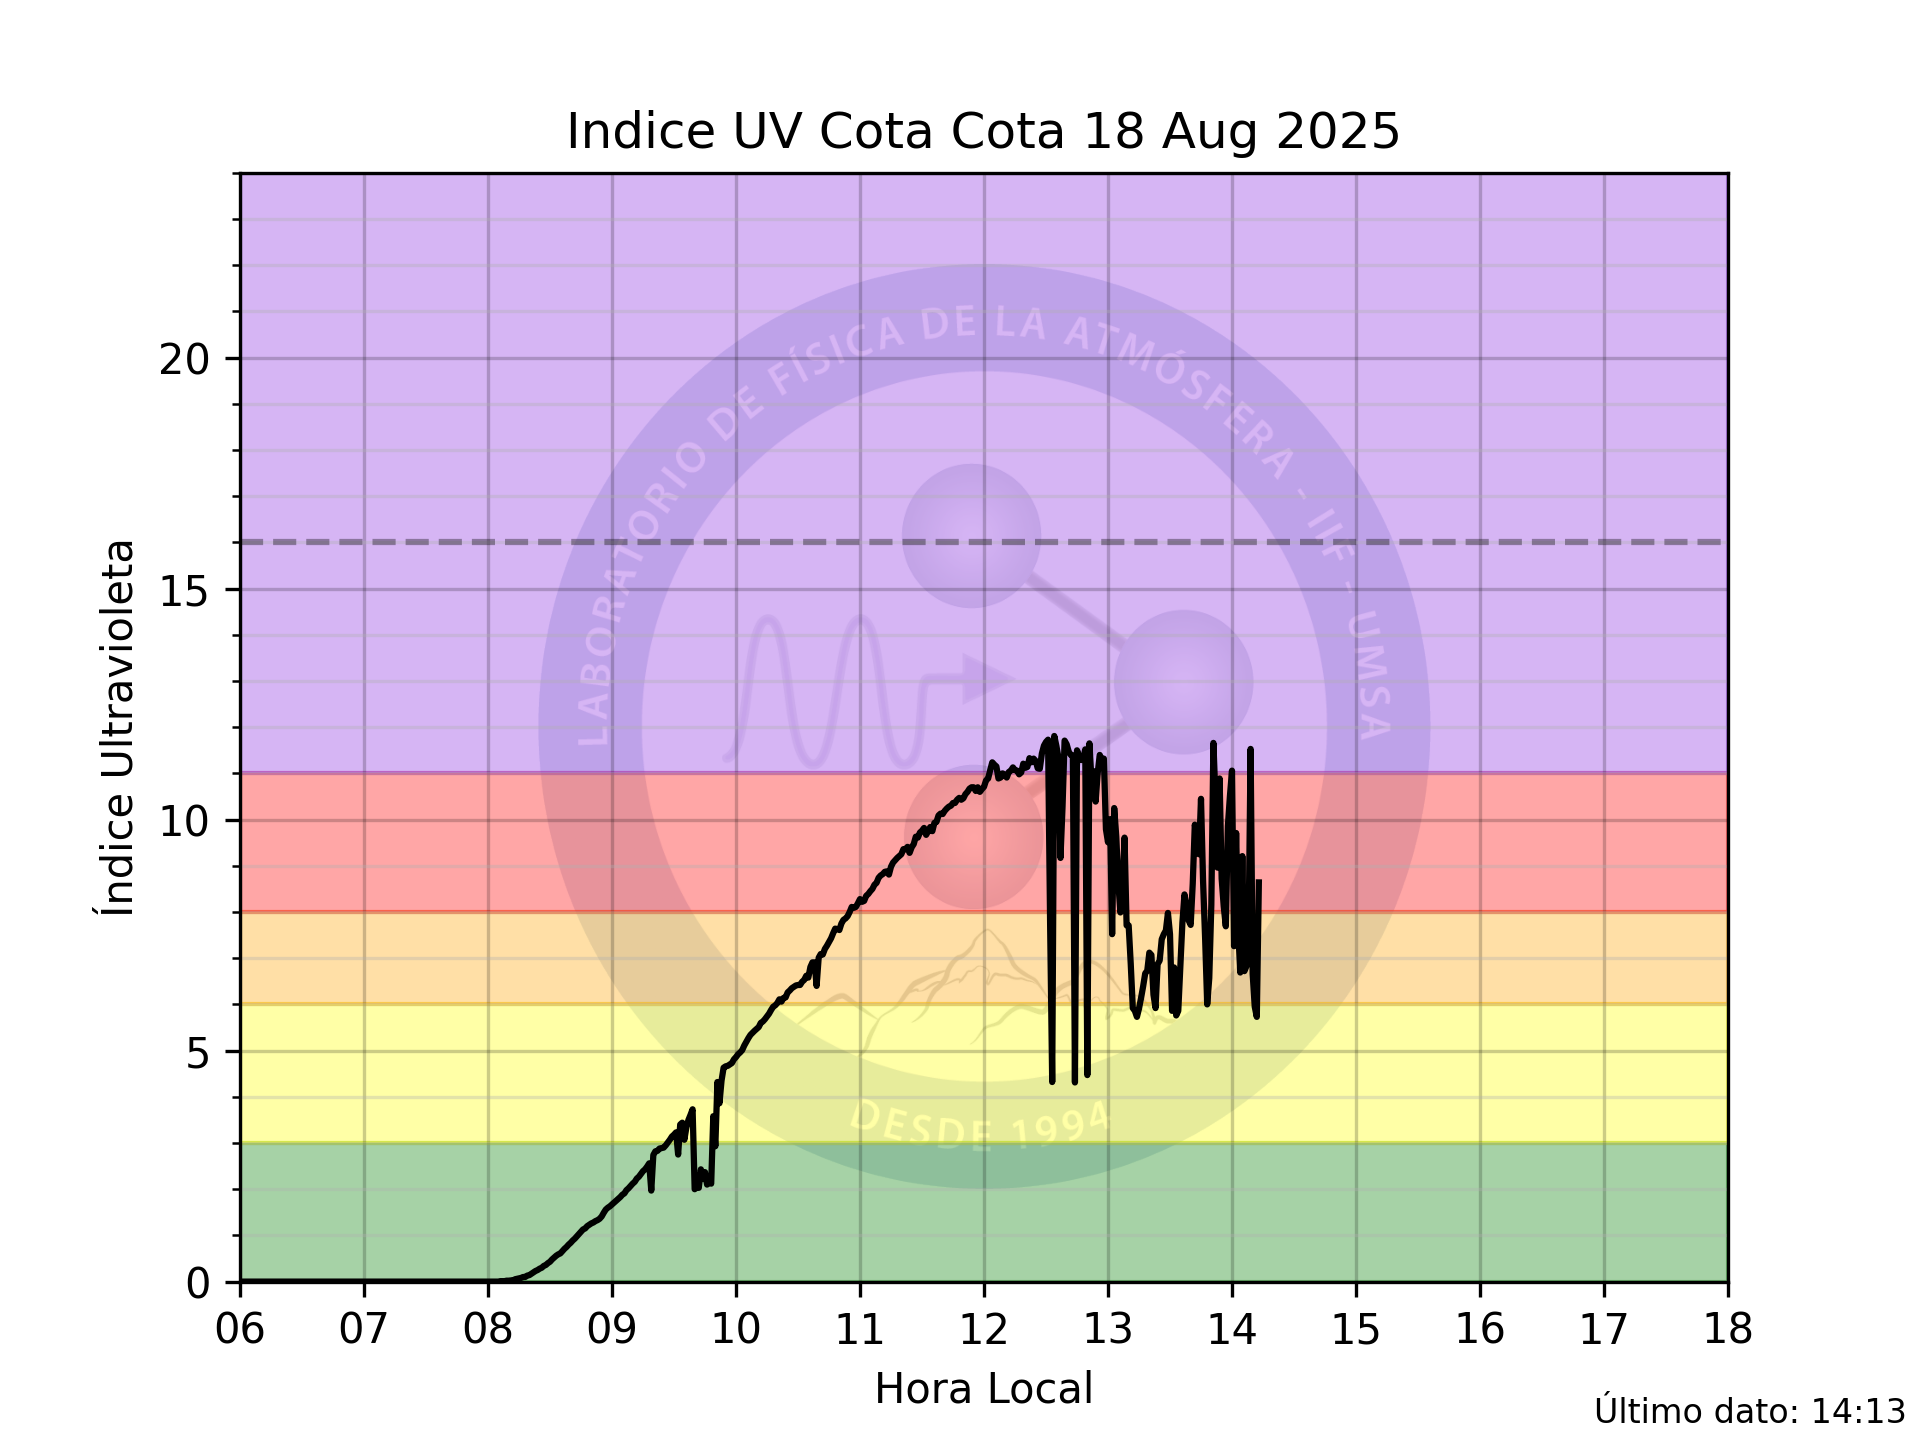 Indice UV Cota Cota 18 Aug 2025
LABORATORIO DE FÍSICA DE LA ATMÓSFERA - IIF - UMSA
DESDE 1994
Índice Ultravioleta
20
15
10
5
0
06 07 08 09 10 11 12 13 14 15 16 17 18
Hora Local
Último dato: 14:13